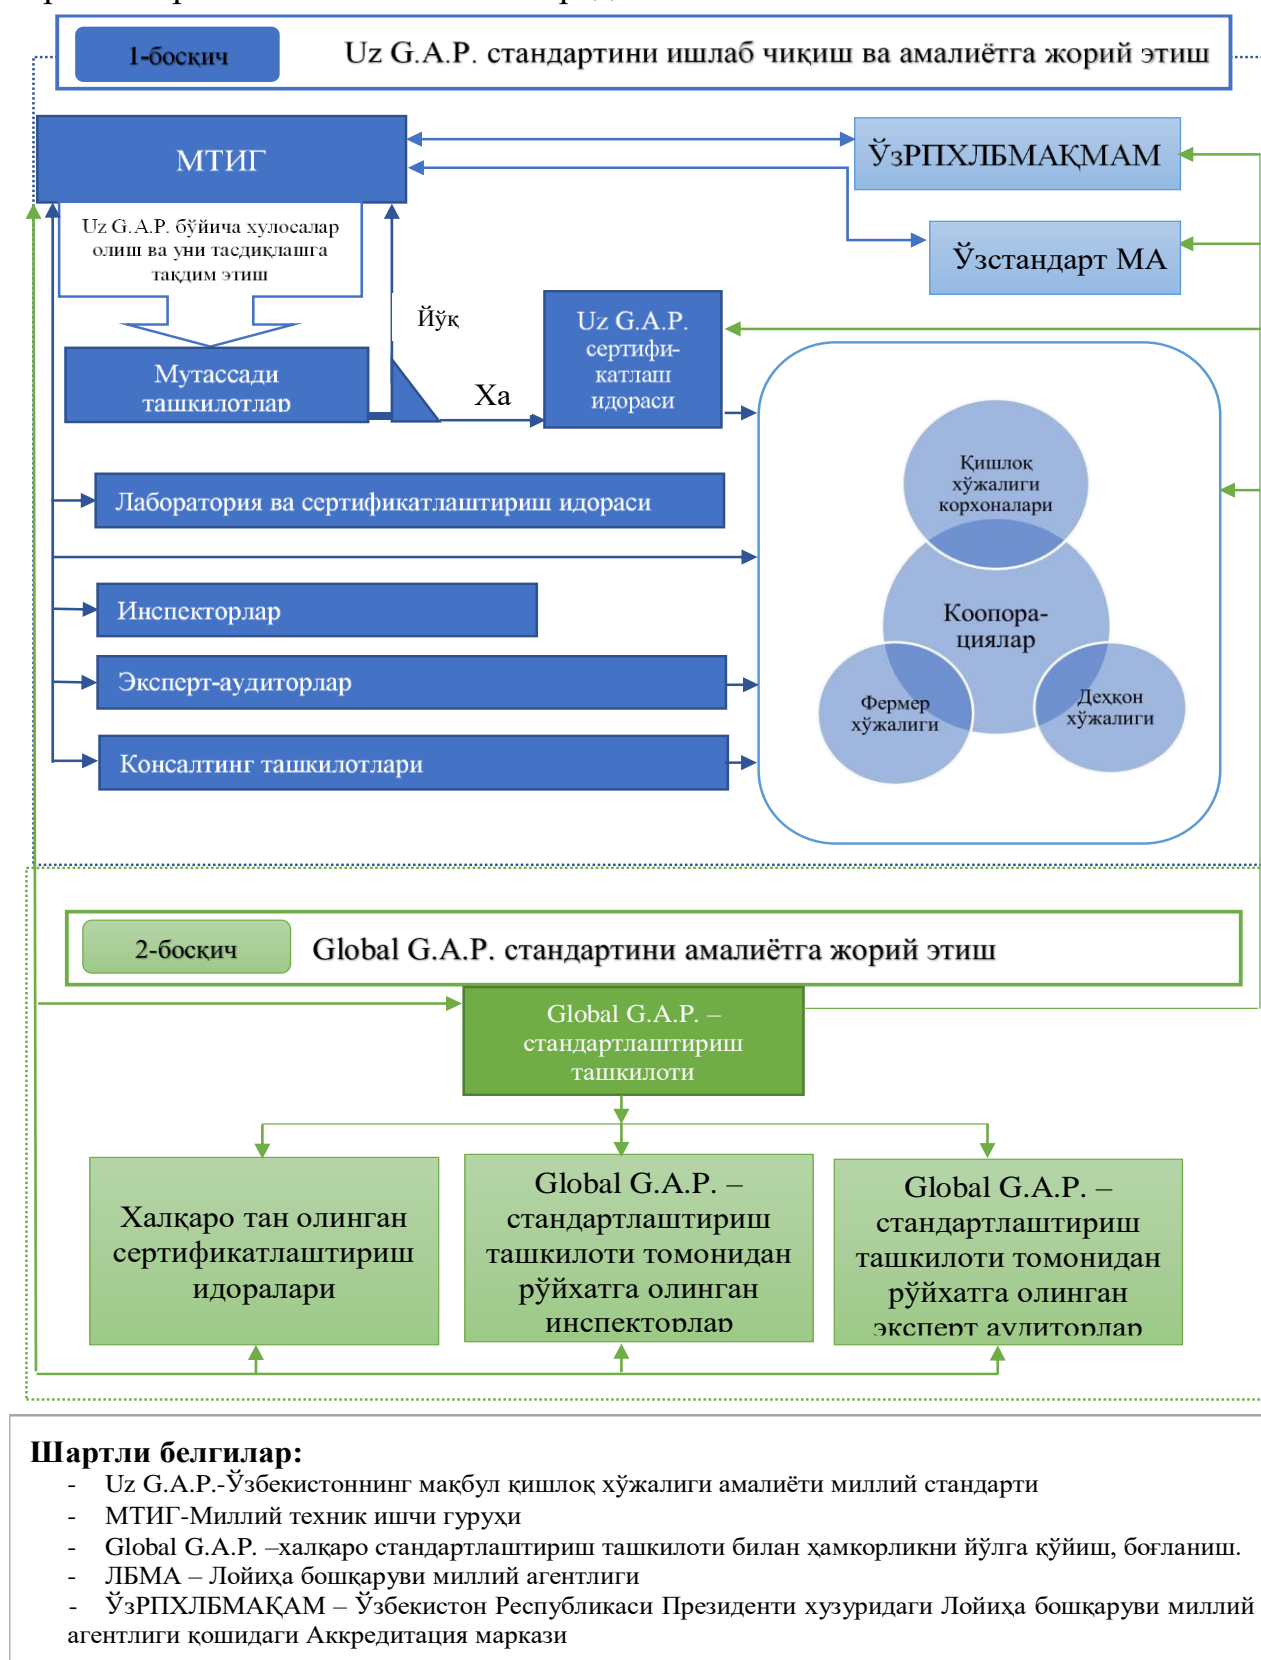 1-босқич
Uz G.A.P. стандартини ишлаб чиқиш ва амалиётга жорий этиш
МТИГ
ЎзРПХЛБМАҚМАМ
Uz G.A.P. бўйича хулосалар
олиш ва уни тасдиқлашга
тақдим этиш
Ўзстандарт МА
Йўқ
Uz G.A.P.
сертифи-
катлаш
идораси
Мутассади
ташкилотлар
Ха
Қишлоқ
хўжалиги
корхоналари
Лаборатория ва сертификатлаштириш идораси
Коопора-
циялар
Инспекторлар
Эксперт-аудиторлар
Фермер
хўжалиги
Деҳқон
хўжалиги
Консалтинг ташкилотлари
2-босқич
Global G.A.P. стандартини амалиётга жорий этиш
Global G.A.P. –
стандартлаштириш
ташкилоти
Халқаро тан олинган
сертификатлаштириш
идоралари
Global G.A.P. –
стандартлаштириш
ташкилоти томонидан
рўйхатга олинган
инспекторлар
Global G.A.P. –
стандартлаштириш
ташкилоти томонидан
рўйхатга олинган
эксперт аудиторлар
Шартли белгилар:
- Uz G.A.P.-Ўзбекистоннинг мақбул қишлоқ хўжалиги амалиёти миллий стандарти
- МТИГ-Миллий техник ишчи гуруҳи
- Global G.A.P. –халқаро стандартлаштириш ташкилоти билан ҳамкорликни йўлга қўйиш, боғланиш.
- ЛБМА – Лойиҳа бошқаруви миллий агентлиги
- ЎзРПХЛБМАҚАМ – Ўзбекистон Республикаси Президенти хузуридаги Лойиҳа бошқаруви миллий
агентлиги қошидаги Аккредитация маркази